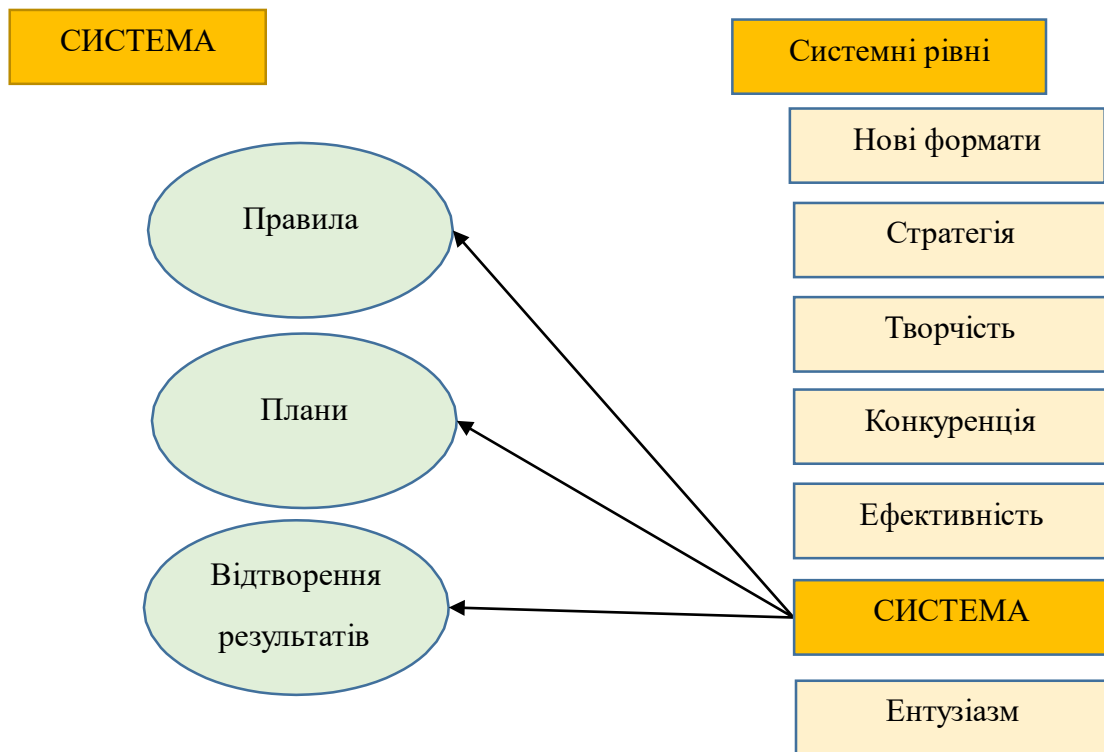 СИСТЕМА
Системні рівні
Нові формати
Правила
Стратегія
Творчість
Плани
Конкуренція
Ефективність
Відтворення
результатів
СИСТЕМА
Ентузіазм